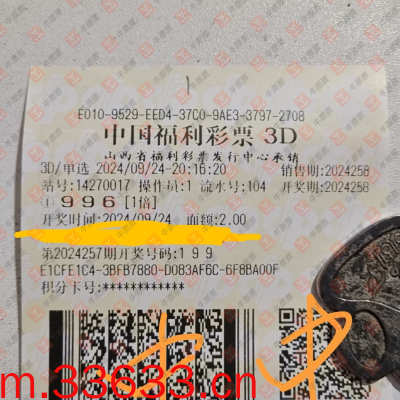 E010-9529-EED4-37C0-9AE3-3797-2708
中国福利彩票 3D
山西省福利彩票发行中心承销
3D/单选 2024/09/24-20:16:20 销售期:2024258
站号:14270017 操作员:1 流水号:104 开奖期:2024258
① 996 [1倍]
开奖时间:2024/09/24 面额:2.00
第2024257期开奖号码:1 9 9
E1CFE1C4-3BFB7880-D083AF6C-6F8BA00F
积分卡号:************
中 中
m.33633.cn